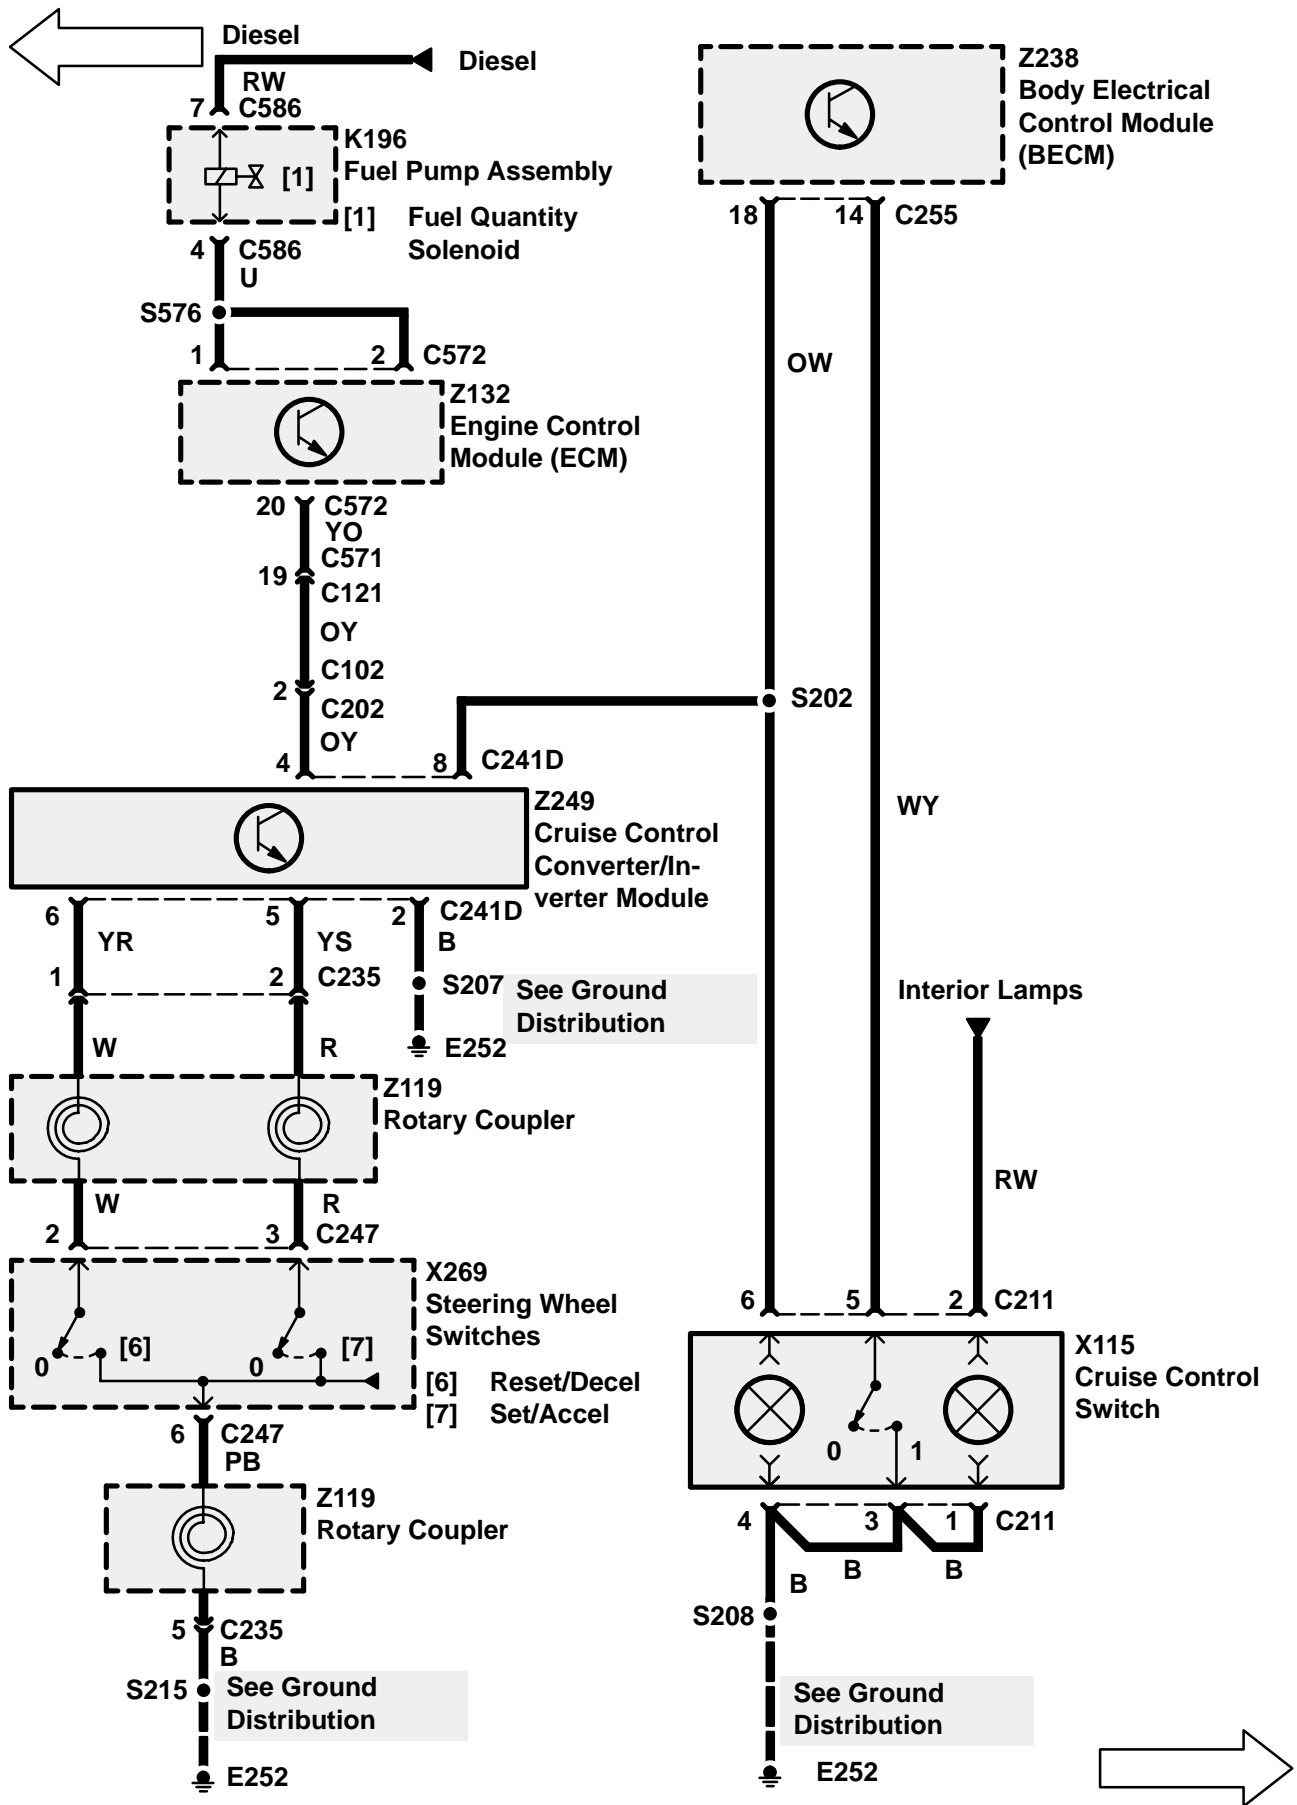 Diesel
Diesel
RW
7 C586
K196
Fuel Pump Assembly
[1]
[1] Fuel Quantity
Solenoid
4 C586
U
S576
1 2 C572
Z132
Engine Control
Module (ECM)
20 C572
YO
C571
19
C121
OY
C102
2
C202
OY
4 8 C241D
Z249
Cruise Control
Converter/In-
verter Module
6 5 2 C241D
YR YS B
1 2 C235
S207
See Ground
Distribution
E252
W R
Z119
Rotary Coupler
W R
2 3 C247
X269
Steering Wheel
Switches
[6] [7]
0 0
[6] Reset/Decel
[7] Set/Accel
6 C247
PB
Z119
Rotary Coupler
5 C235
B
S215
See Ground
Distribution
E252
Z238
Body Electrical
Control Module
(BECM)
18 14 C255
OW
S202
WY
Interior Lamps
RW
6 5 2 C211
X115
Cruise Control
Switch
0 1
4 3 1 C211
B B B
S208
See Ground
Distribution
E252